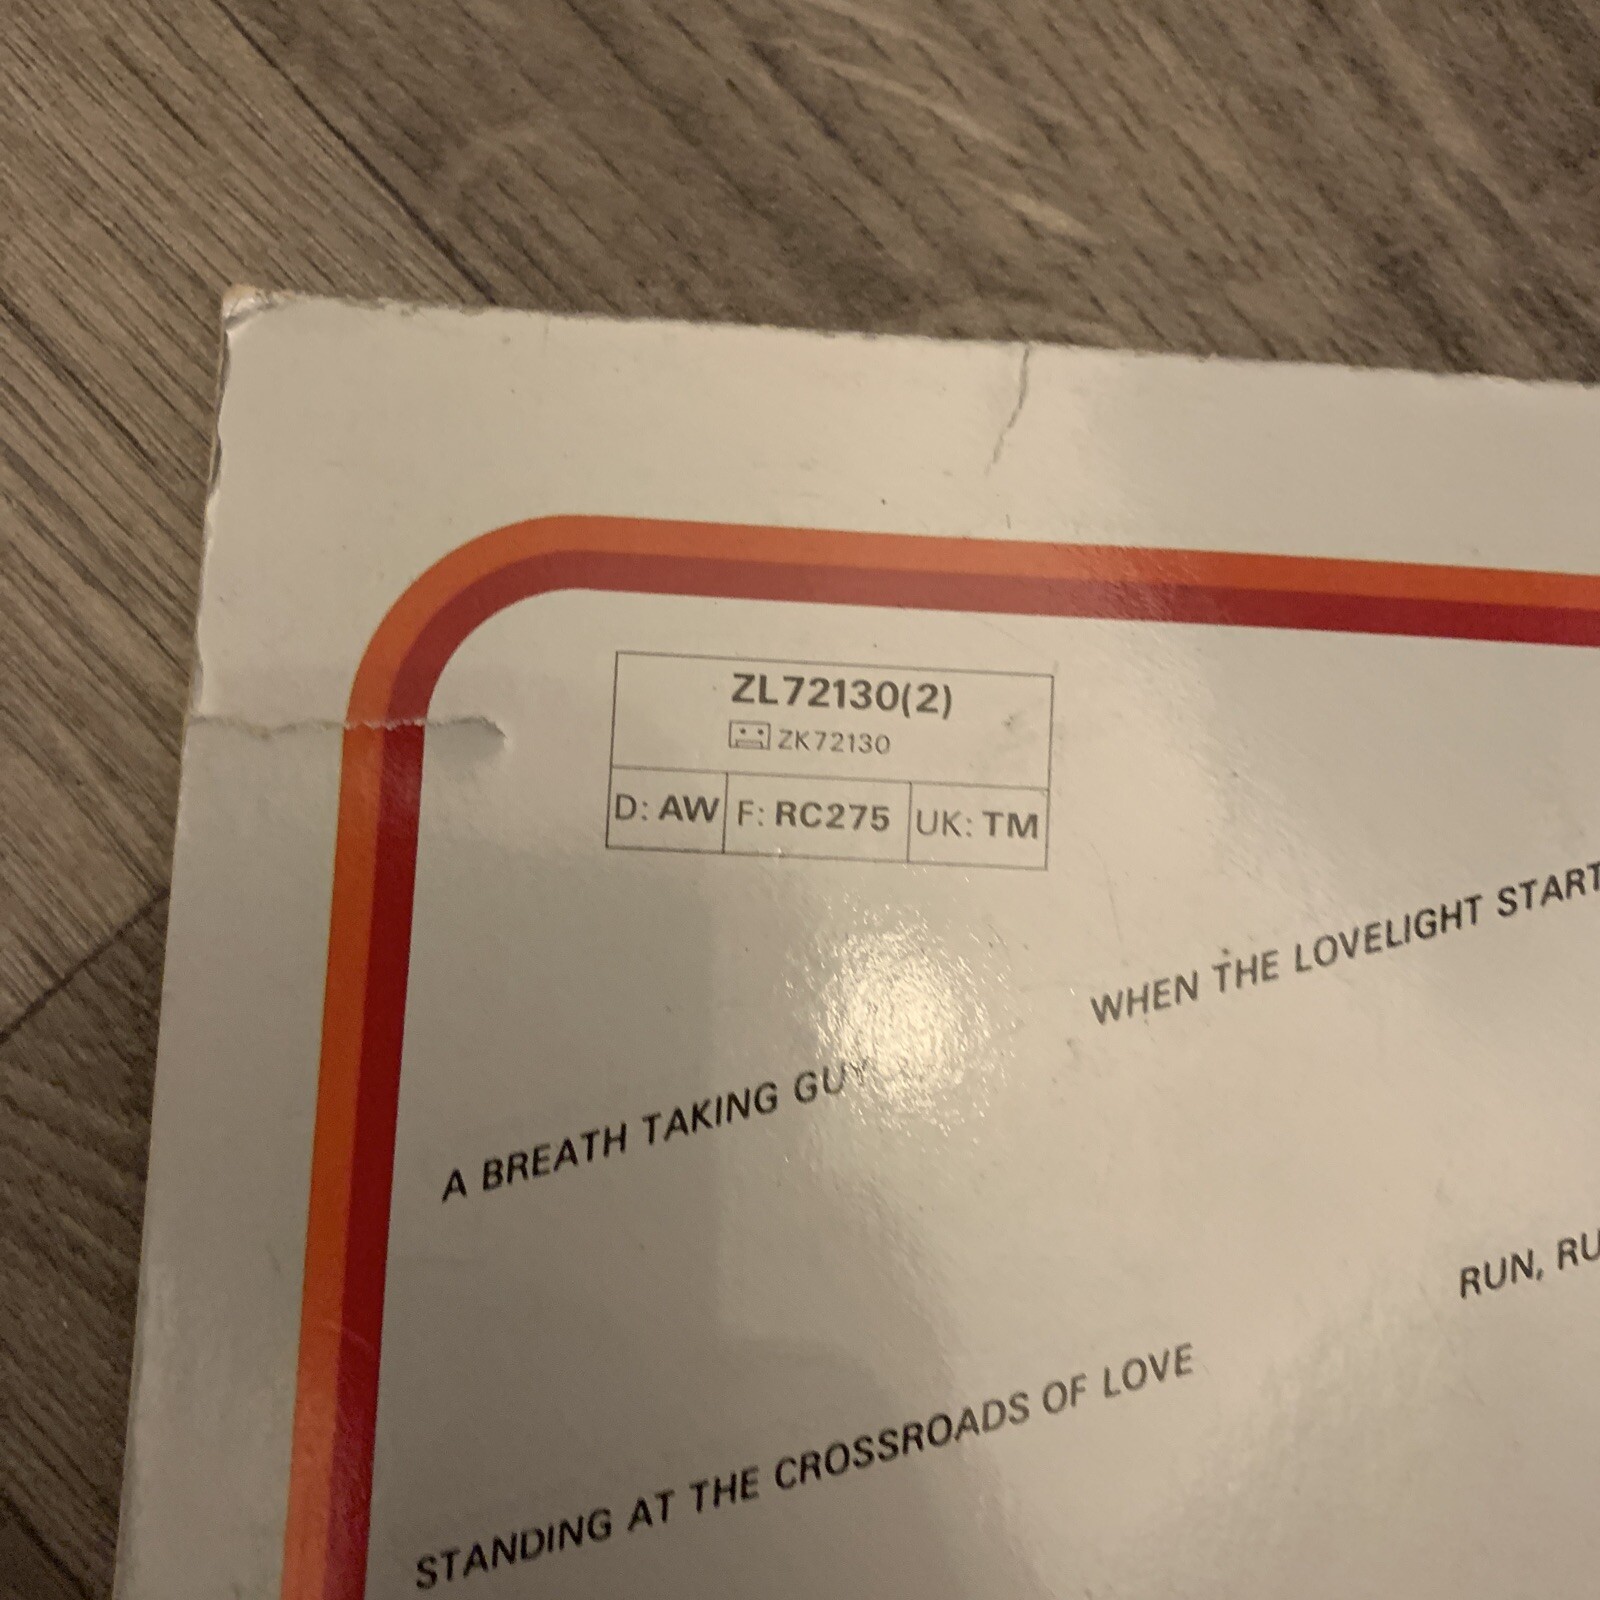 ZL72130(2)
ZK72130
D: AW F: RC275 UK: TM
WHEN THE LOVELIGHT START
A BREATH TAKING GUY
RUN, RU
STANDING AT THE CROSSROADS OF LOVE